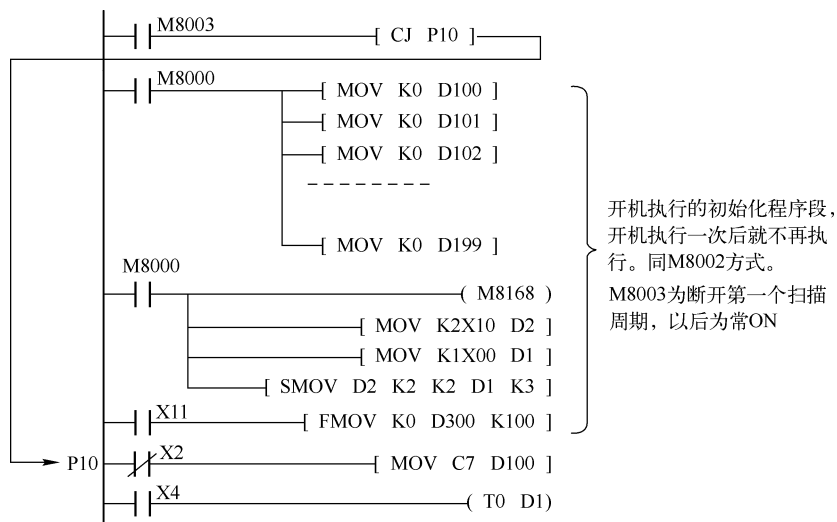 M8003
[ CJ P10 ]
M8000
[ MOV K0 D100 ]
[ MOV K0 D101 ]
[ MOV K0 D102 ]
[ MOV K0 D199 ]
开机执行的初始化程序段，
开机执行一次后就不再执
行。同M8002方式。
M8003为断开第一个扫描
周期，以后为常ON
M8000
( M8168 )
[ MOV K2X10 D2 ]
[ MOV K1X00 D1 ]
[ SMOV D2 K2 K2 D1 K3 ]
X11
[ FMOV K0 D300 K100 ]
P10
X2
[ MOV C7 D100 ]
X4
( T0 D1)